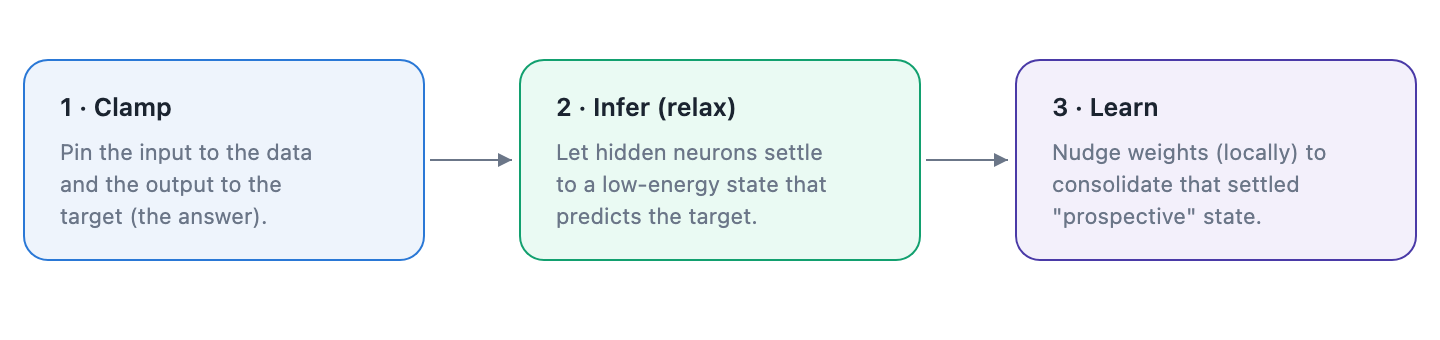 1 · Clamp
Pin the input to the data
and the output to the
target (the answer).
2 · Infer (relax)
Let hidden neurons settle
to a low-energy state that
predicts the target.
3 · Learn
Nudge weights (locally) to
consolidate that settled
"prospective" state.